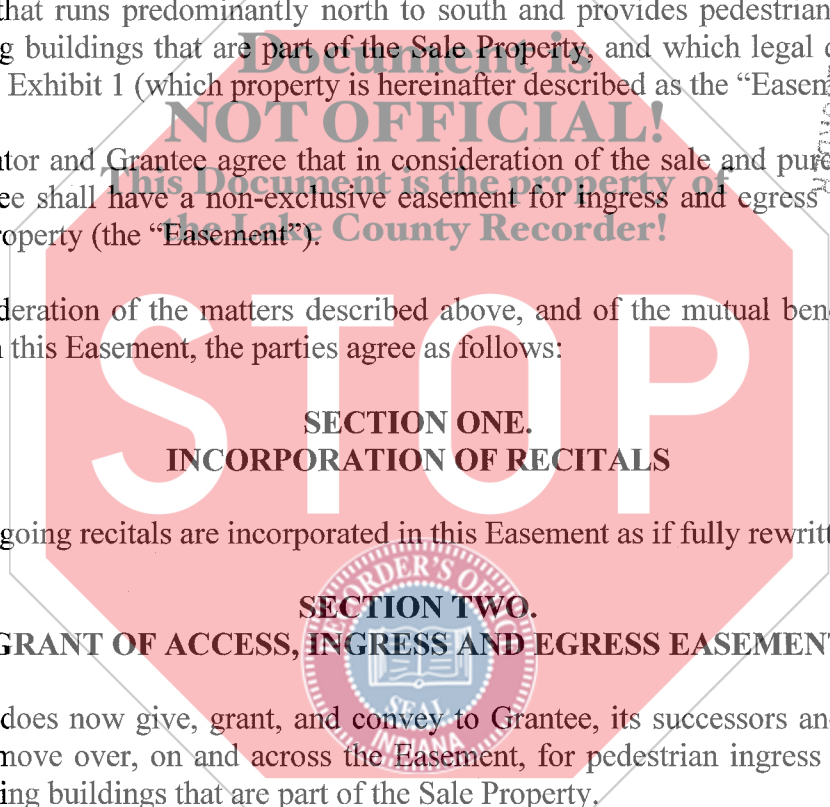 that runs predominantly north to south and provides pedestrian
g buildings that are part of the Sale Property, and which legal
Document is
Exhibit 1 (which property is hereinafter described as the “Easem
NOT OFFICIAL!
ntor and Grantee agree that in consideration of the sale and pur
This Document is the property of
ee shall have a non-exclusive easement for ingress and egress
the Lake County Recorder!
operty (the “Easement”).
deration of the matters described above, and of the mutual ben
this Easement, the parties agree as follows:
STOP
SECTION ONE.
INCORPORATION OF RECITALS
going recitals are incorporated in this Easement as if fully rewritt
RECORDER'S OFFICE
SECTION TWO.
GRANT OF ACCESS, INGRESS AND EGRESS EASEMENT
SEAL
INDIANA
does now give, grant, and convey to Grantee, its successors an
move over, on and across the Easement, for pedestrian ingress
ing buildings that are part of the Sale Property.